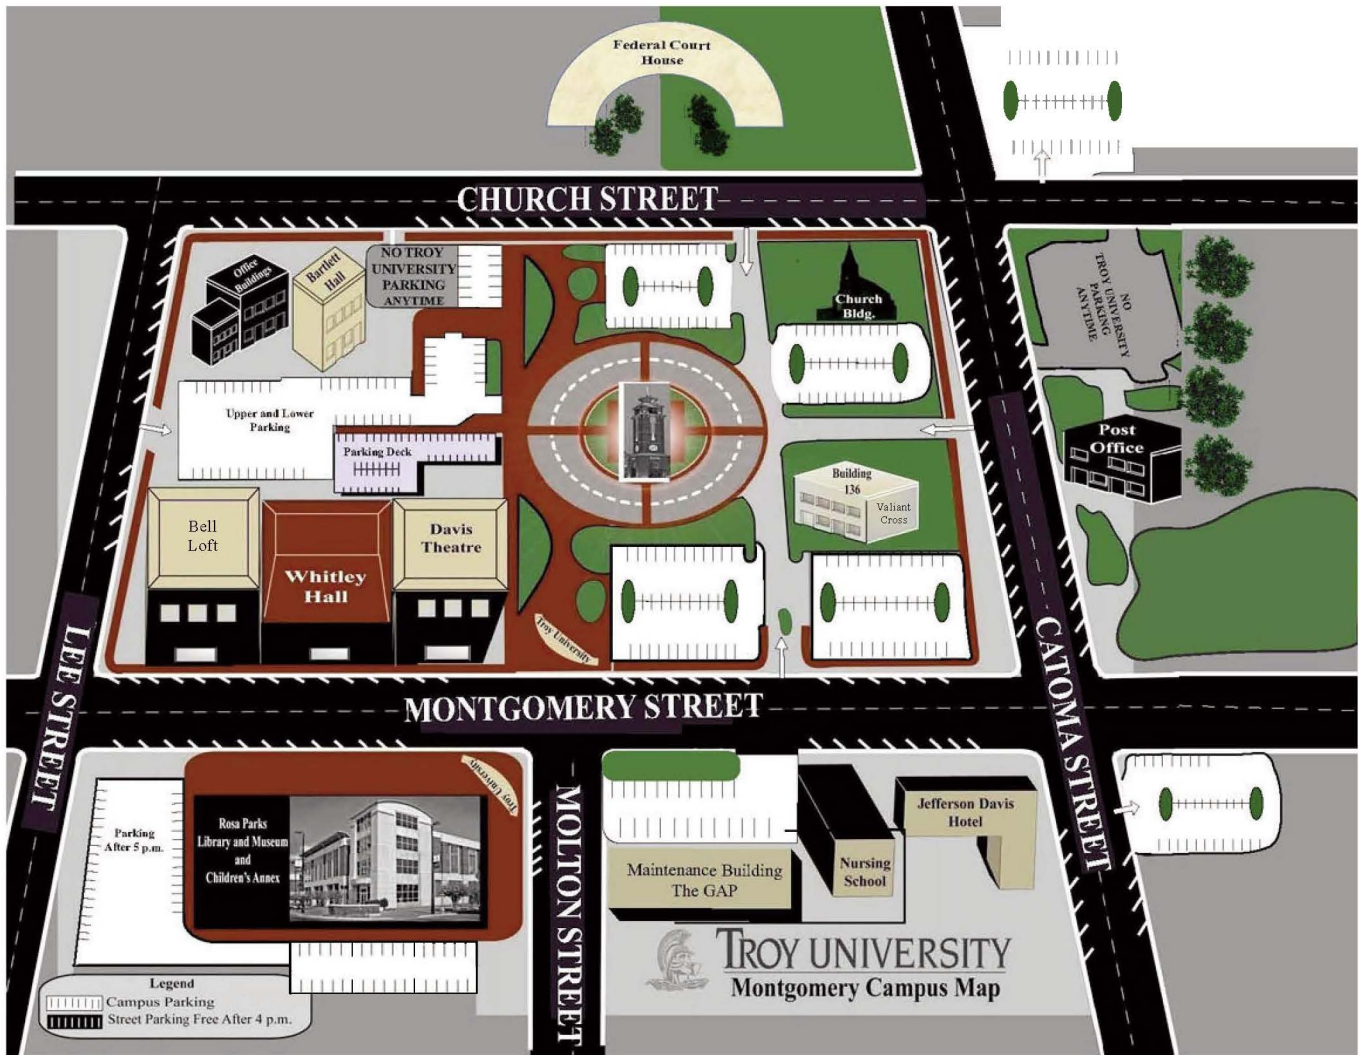 Federal Court
House
CHURCH STREET
Office
Buildings
Bartlett
Hall
NO TROY
UNIVERSITY
PARKING
ANYTIME
Church
Bldg.
NO
TROY UNIVERSITY
PARKING
ANYTIME
Upper and Lower
Parking
Parking Deck
Post
Office
Building
136
Valiant
Cross
Bell
Loft
Whitley
Hall
Davis
Theatre
Troy University
LEE STREET
MONTGOMERY STREET
CATOMA STREET
Troy University
Parking
After 5 p.m.
Rosa Parks
Library and Museum
and
Children's Annex
MOLTON STREET
Maintenance Building
The GAP
Nursing
School
Jefferson Davis
Hotel
TROY UNIVERSITY
Montgomery Campus Map
Legend
Campus Parking
Street Parking Free After 4 p.m.